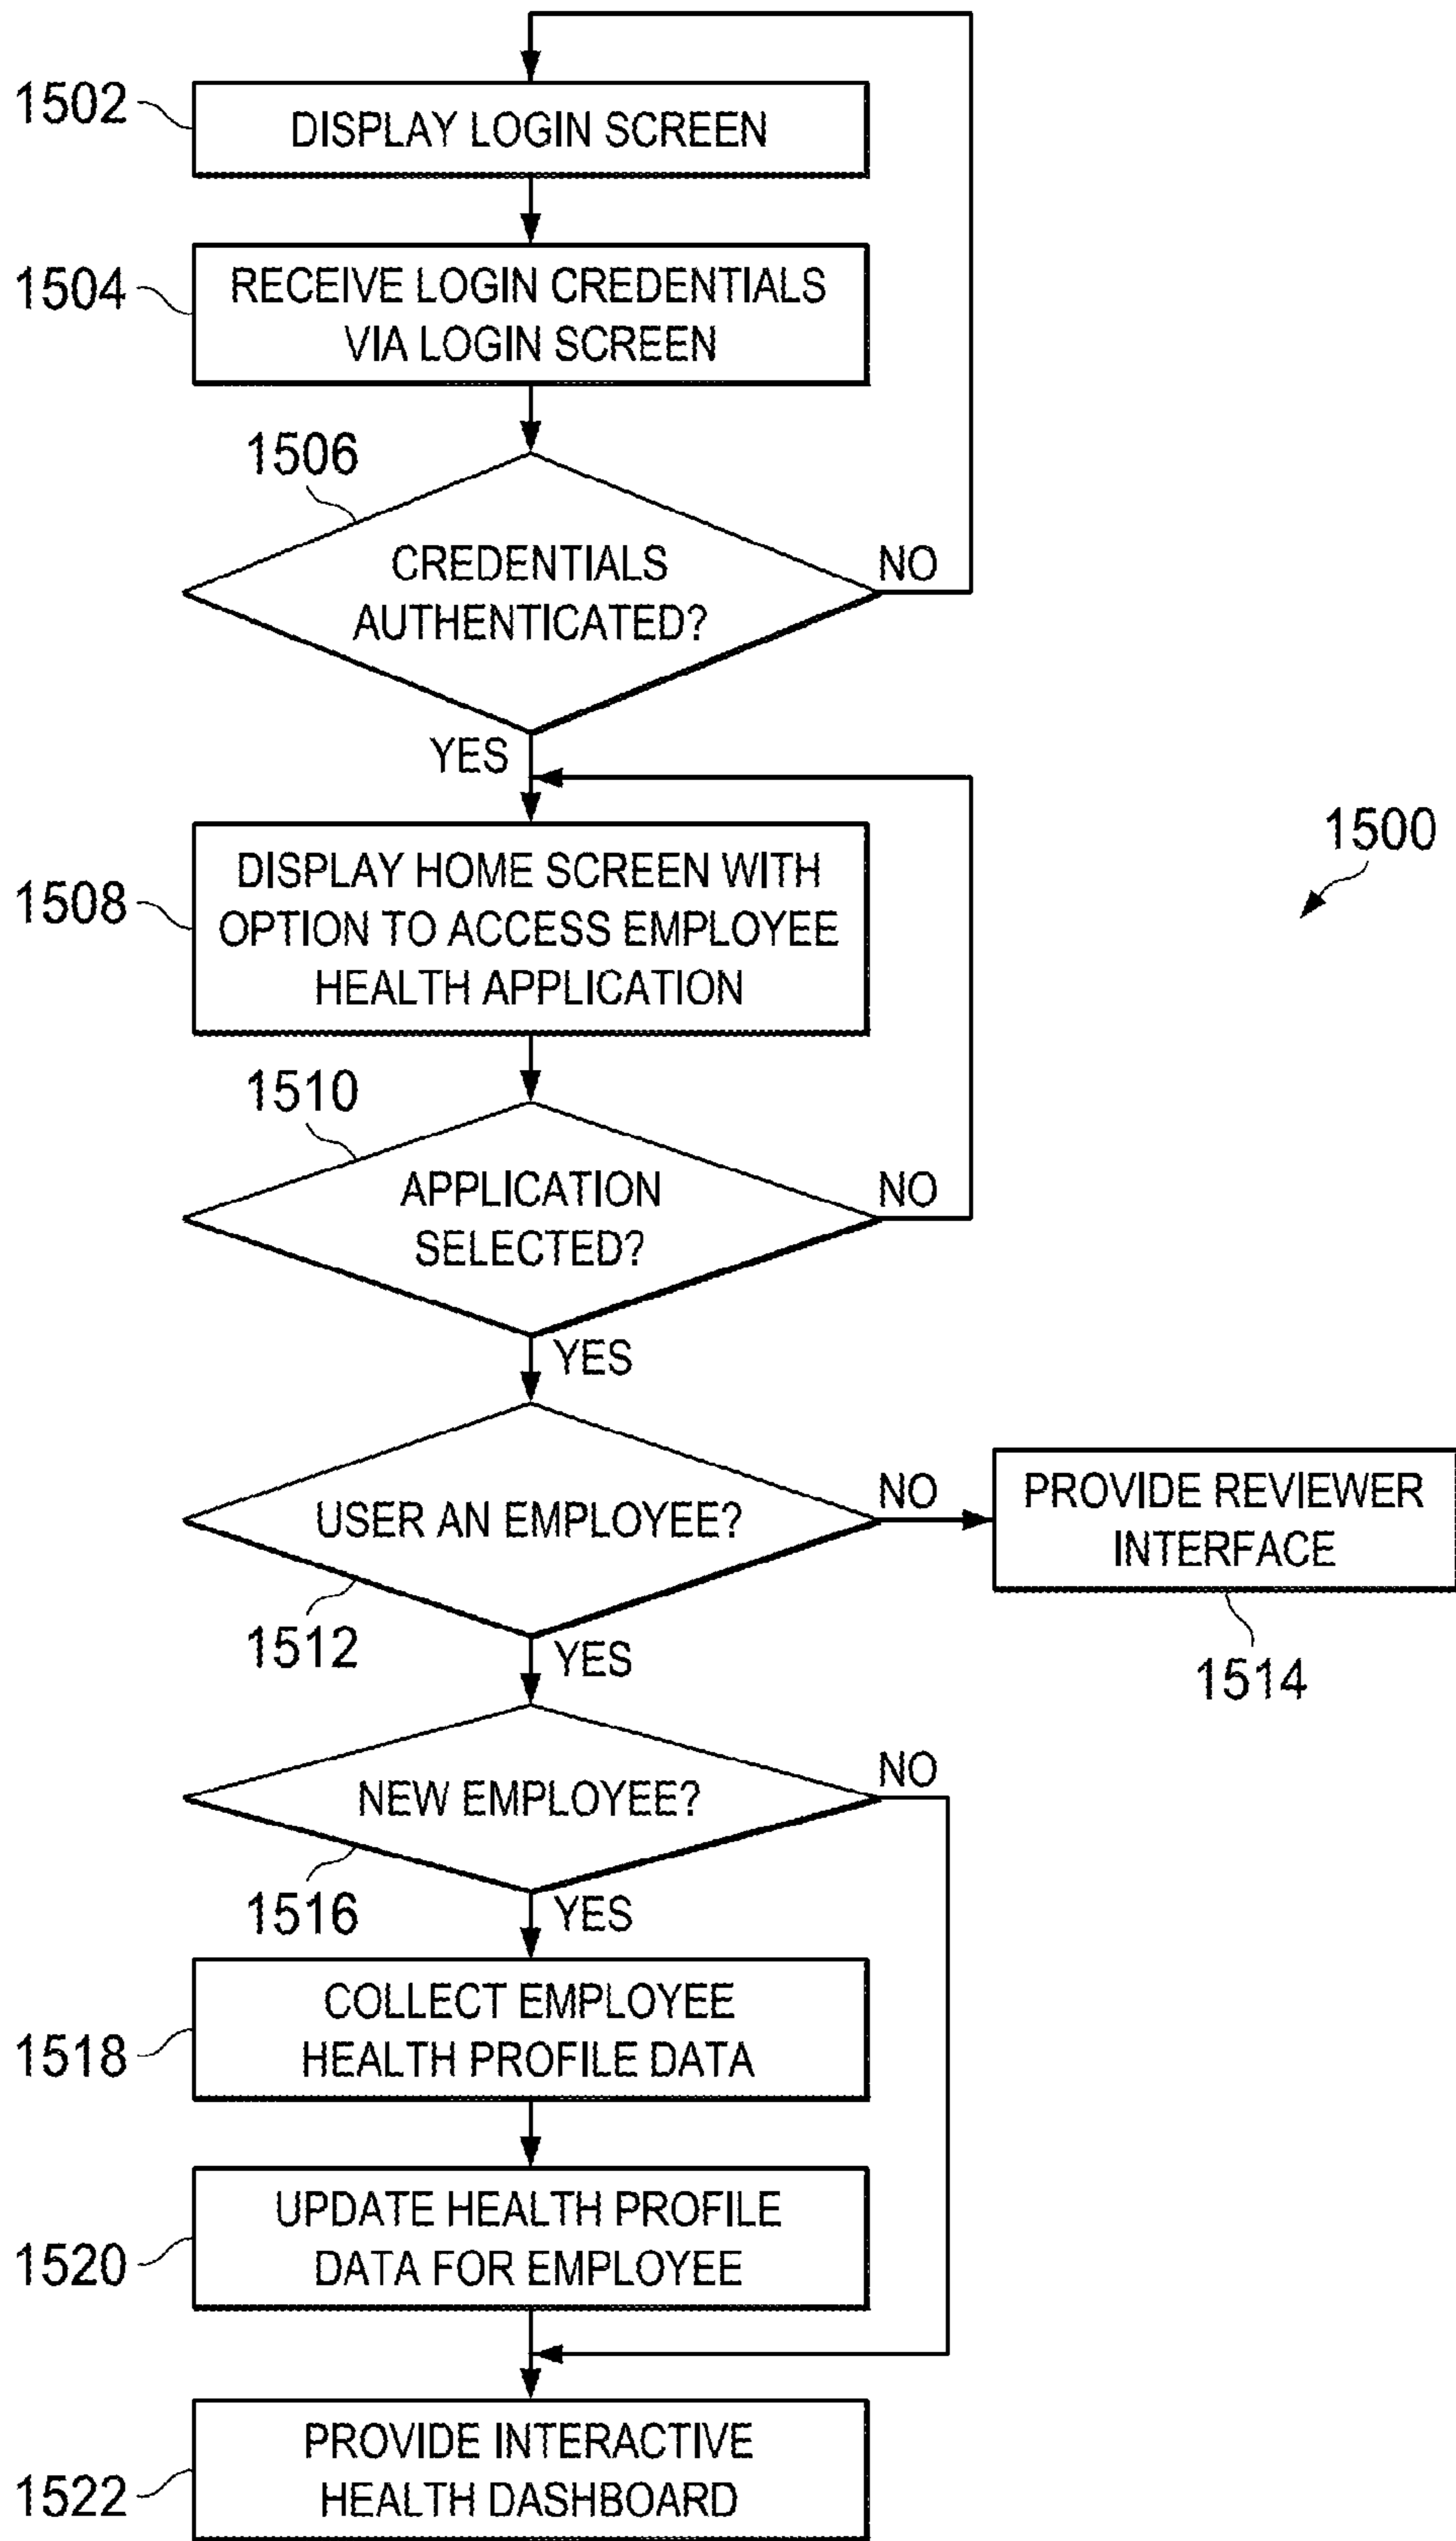 1502
DISPLAY LOGIN SCREEN
1504
RECEIVE LOGIN CREDENTIALS
VIA LOGIN SCREEN
1506
CREDENTIALS
AUTHENTICATED?
NO
YES
1500
1508
DISPLAY HOME SCREEN WITH
OPTION TO ACCESS EMPLOYEE
HEALTH APPLICATION
1510
APPLICATION
SELECTED?
NO
YES
USER AN EMPLOYEE?
NO
1512
YES
PROVIDE REVIEWER
INTERFACE
1514
NEW EMPLOYEE?
NO
1516
YES
1518
COLLECT EMPLOYEE
HEALTH PROFILE DATA
1520
UPDATE HEALTH PROFILE
DATA FOR EMPLOYEE
1522
PROVIDE INTERACTIVE
HEALTH DASHBOARD